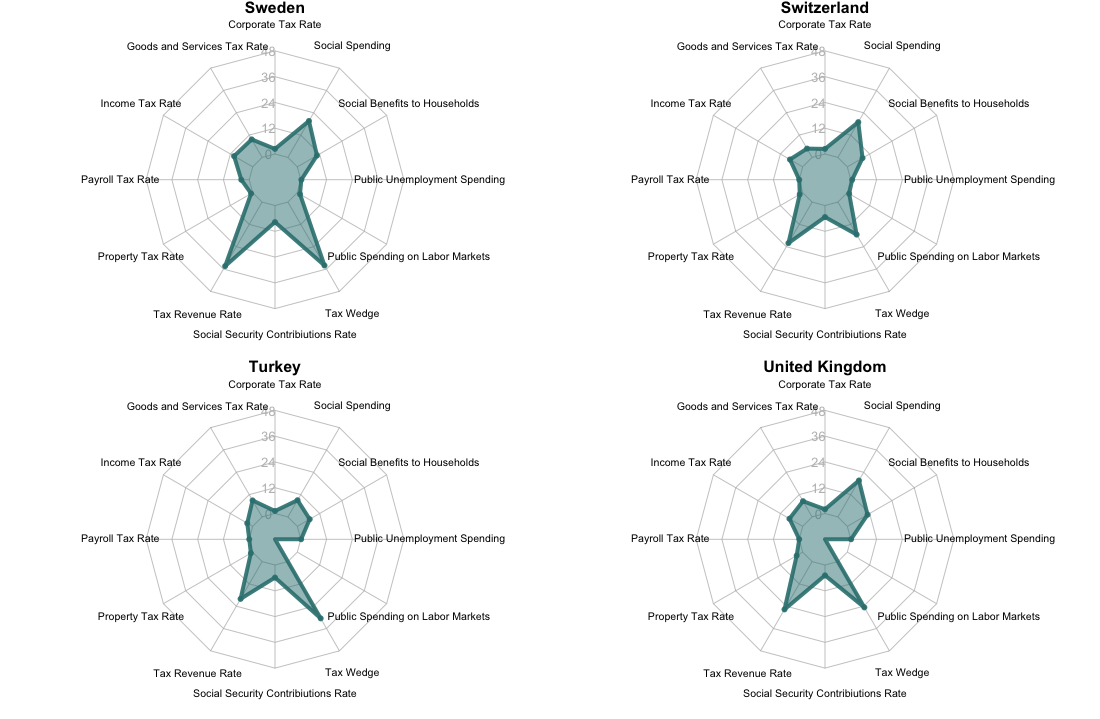 Sweden
Corporate Tax Rate
Goods and Services Tax Rate
Social Spending
48
36
24
12
0
Income Tax Rate
Social Benefits to Households
Payroll Tax Rate
Public Unemployment Spending
Property Tax Rate
Public Spending on Labor Markets
Tax Revenue Rate
Tax Wedge
Social Security Contribiutions Rate
Switzerland
Corporate Tax Rate
Goods and Services Tax Rate
Social Spending
48
36
24
12
0
Income Tax Rate
Social Benefits to Households
Payroll Tax Rate
Public Unemployment Spending
Property Tax Rate
Public Spending on Labor Markets
Tax Revenue Rate
Tax Wedge
Social Security Contribiutions Rate
Turkey
Corporate Tax Rate
Goods and Services Tax Rate
Social Spending
48
36
24
12
0
Income Tax Rate
Social Benefits to Households
Payroll Tax Rate
Public Unemployment Spending
Property Tax Rate
Public Spending on Labor Markets
Tax Revenue Rate
Tax Wedge
Social Security Contribiutions Rate
United Kingdom
Corporate Tax Rate
Goods and Services Tax Rate
Social Spending
48
36
24
12
0
Income Tax Rate
Social Benefits to Households
Payroll Tax Rate
Public Unemployment Spending
Property Tax Rate
Public Spending on Labor Markets
Tax Revenue Rate
Tax Wedge
Social Security Contribiutions Rate